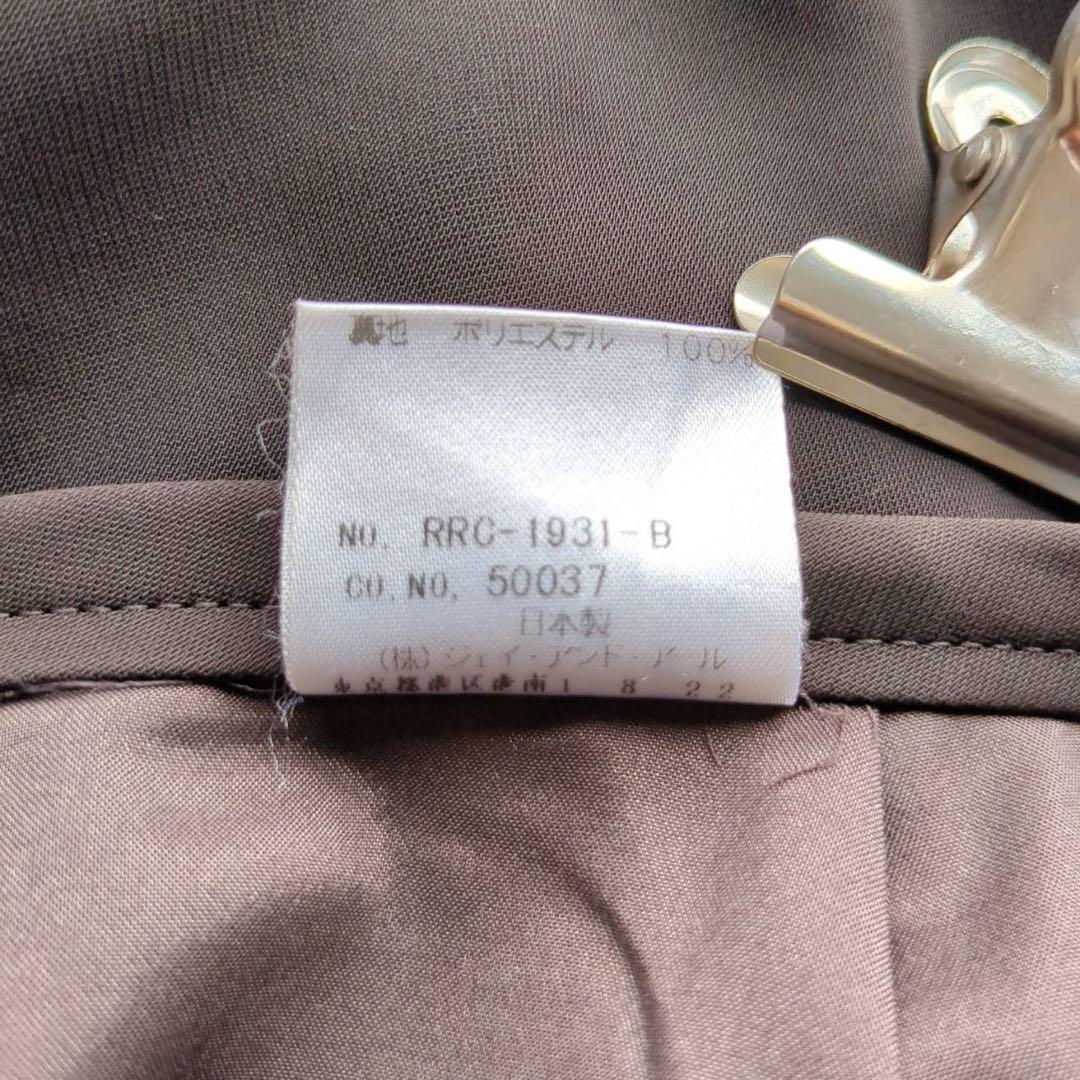 裏地 ポリエステル 100%
NO. RRC-1931-B
CO.NO. 50037
日本製
(株)ジェイ・アンド・アール
東京都港区港南1 8 22